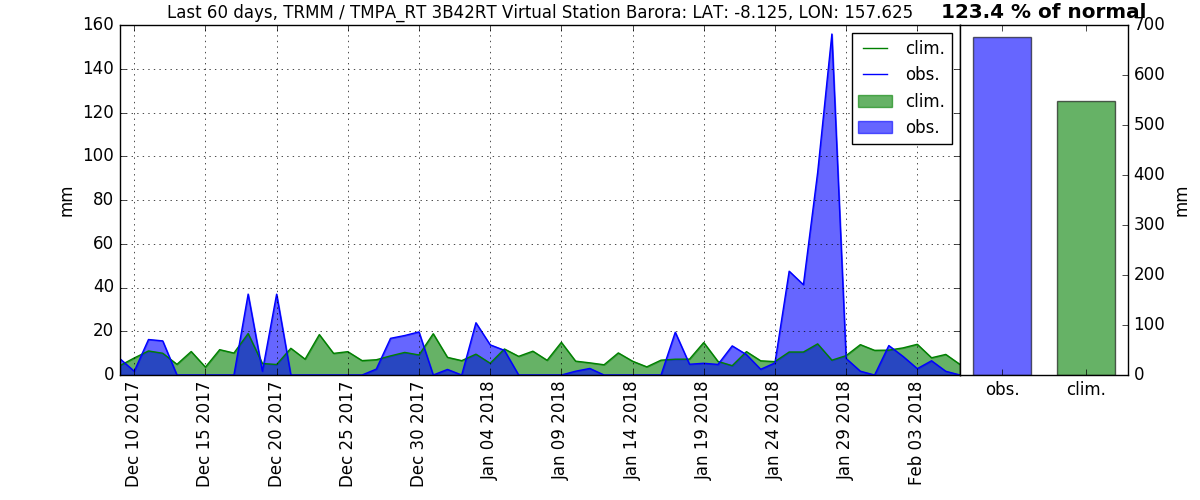 Last 60 days, TRMM / TMPA_RT 3B42RT Virtual Station Barora: LAT: -8.125, LON: 157.625
123.4 % of normal
160
140
120
100
80
60
40
20
0
mm
clim.
obs.
clim.
obs.
Dec 10 2017
Dec 15 2017
Dec 20 2017
Dec 25 2017
Dec 30 2017
Jan 04 2018
Jan 09 2018
Jan 14 2018
Jan 19 2018
Jan 24 2018
Jan 29 2018
Feb 03 2018
700
600
500
400
300
200
100
0
mm
obs.
clim.